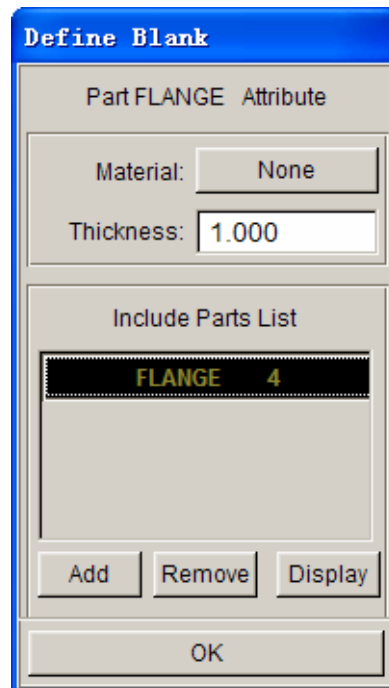 Define Blank
Part FLANGE Attribute
Material: None
Thickness: 1.000
Include Parts List
FLANGE 4
Add Remove Display
OK